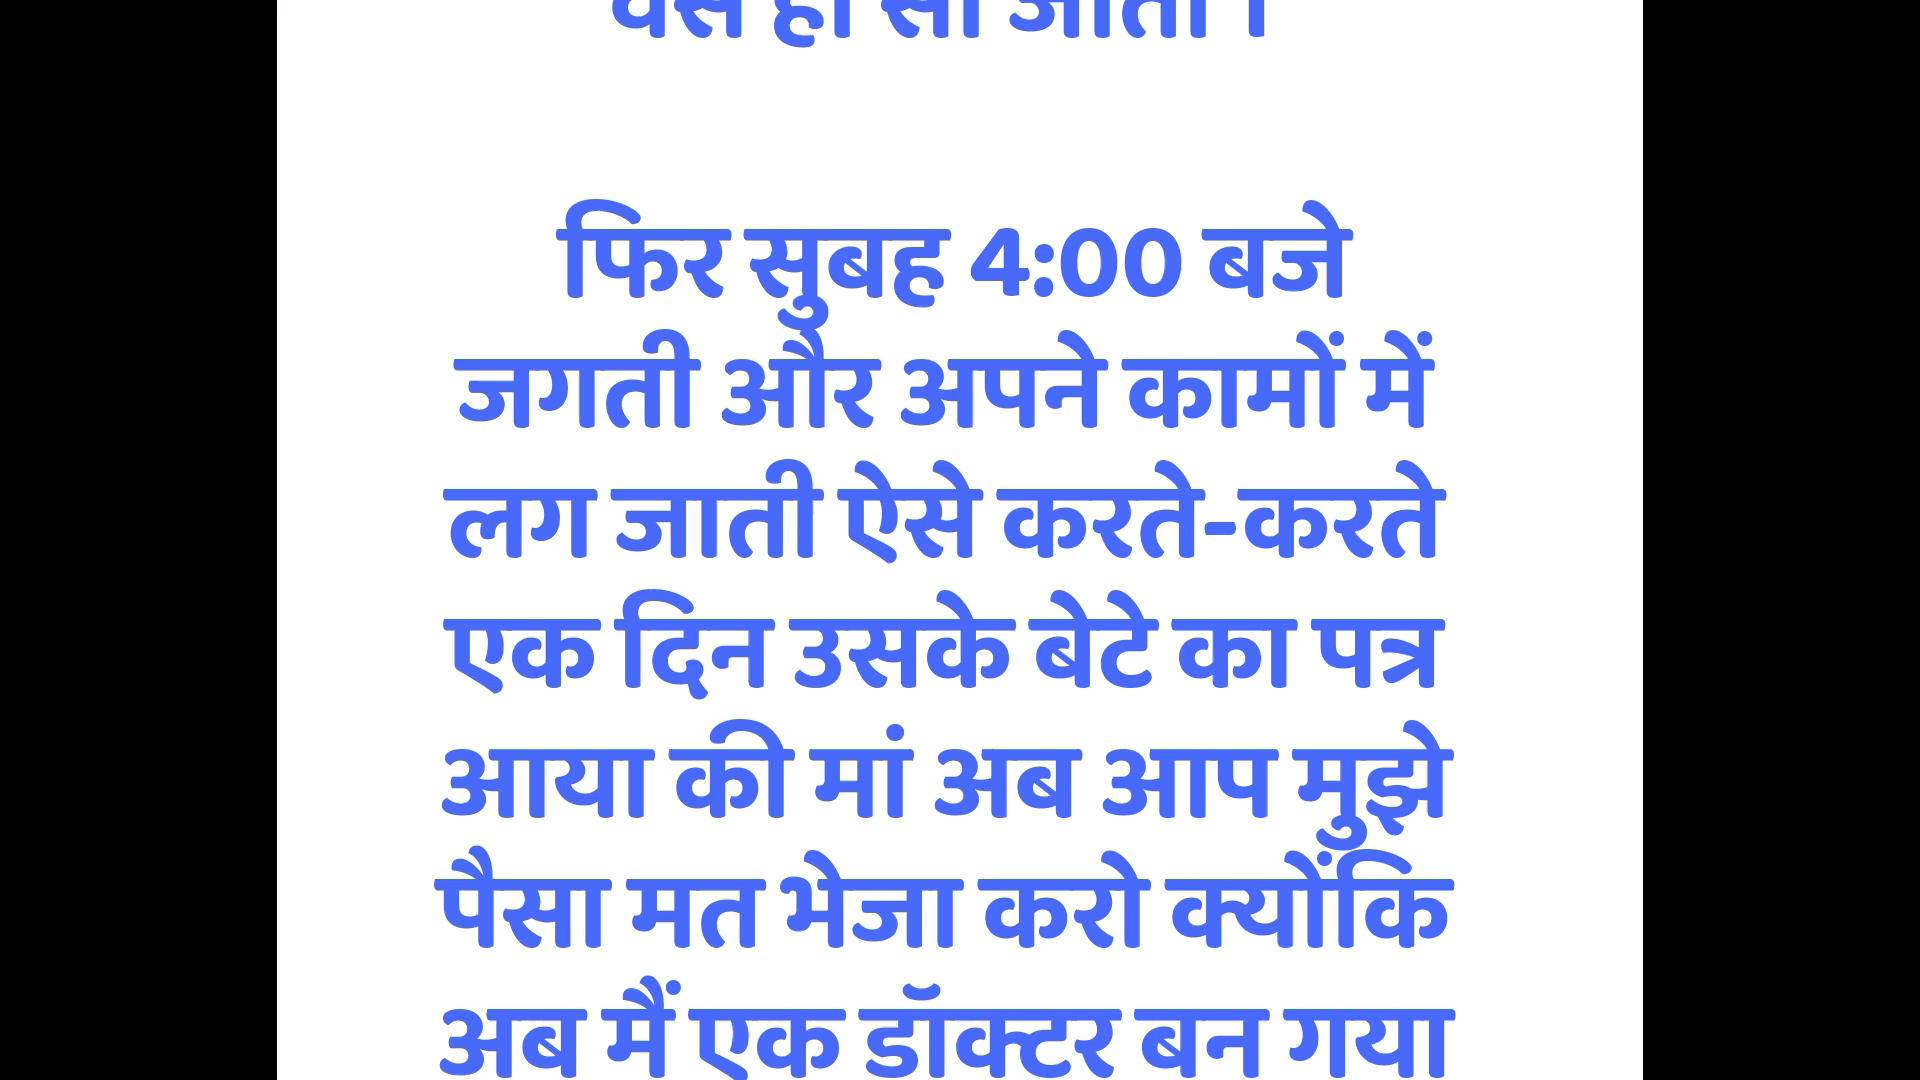 वैसे ही सो जाती ।
फिर सुबह 4:00 बजे
जगती और अपने कामों में
लग जाती ऐसे करते-करते
एक दिन उसके बेटे का पत्र
आया की मां अब आप मुझे
पैसा मत भेजा करो क्योंकि
अब मैं एक डॉक्टर बन गया